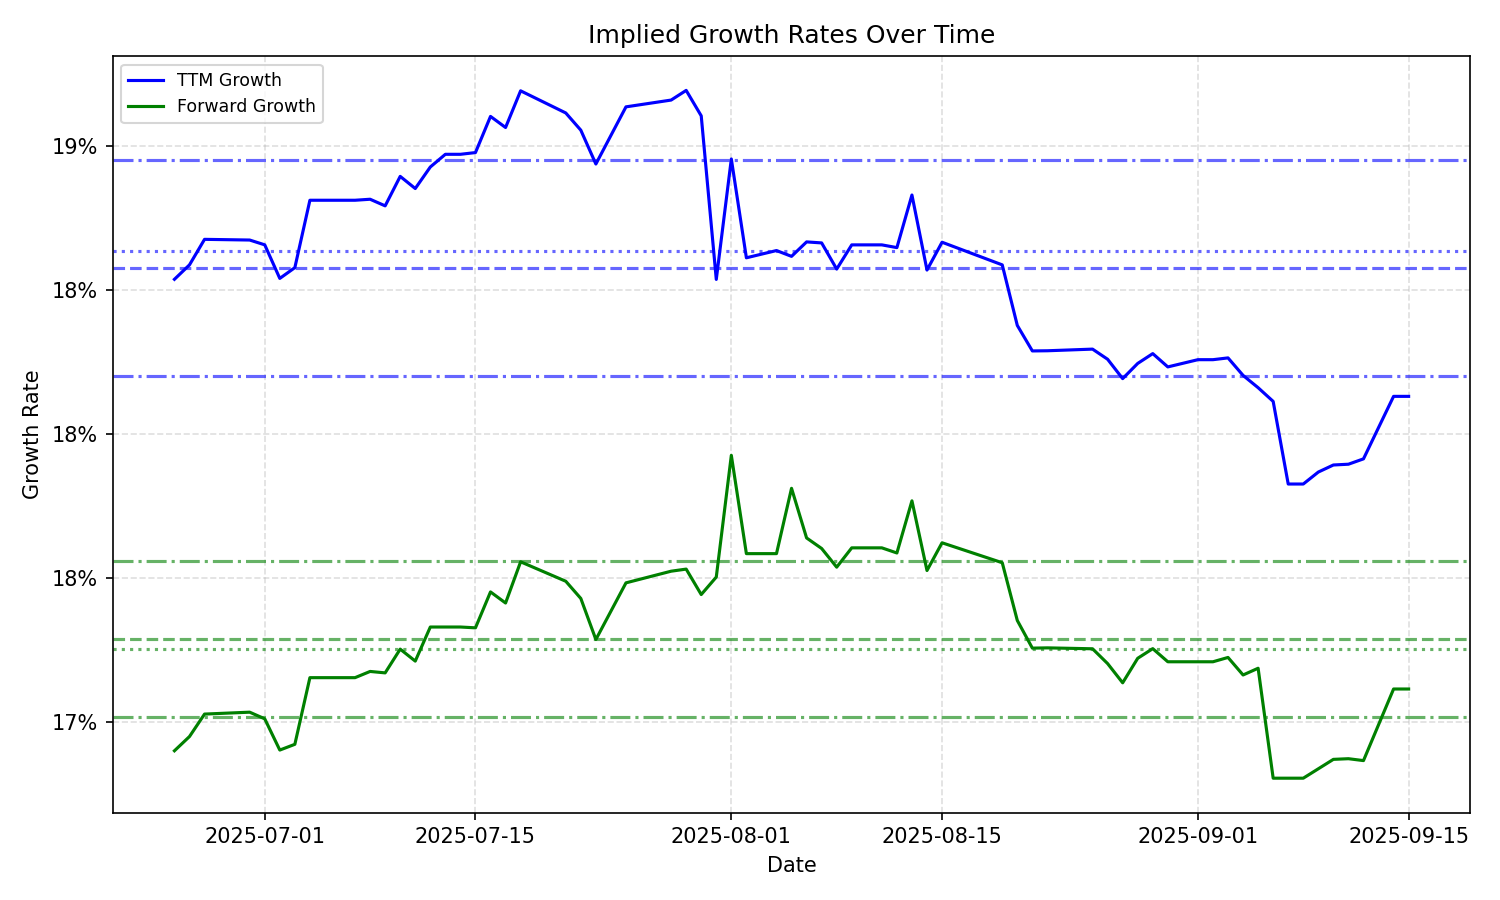 Implied Growth Rates Over Time
TTM Growth
Forward Growth
19%
18%
18%
18%
17%
Growth Rate
2025-07-01
2025-07-15
2025-08-01
2025-08-15
2025-09-01
2025-09-15
Date